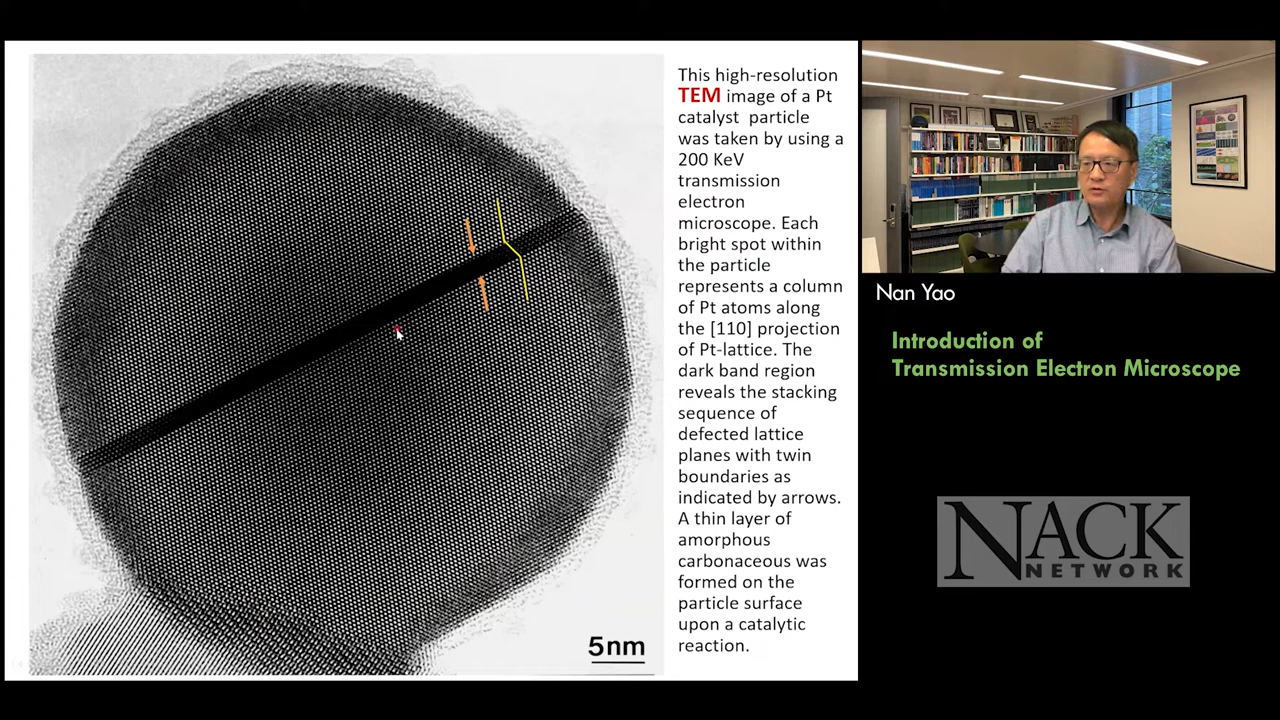 This high-resolution
TEM image of a Pt
catalyst particle
was taken by using a
200 KeV
transmission
electron
microscope. Each
bright spot within
the particle
represents a column
of Pt atoms along
the [110] projection
of Pt-lattice. The
dark band region
reveals the stacking
sequence of
defected lattice
planes with twin
boundaries as
indicated by arrows.
A thin layer of
amorphous
carbonaceous was
formed on the
particle surface
upon a catalytic
reaction.
5nm
Nan Yao
Introduction of
Transmission Electron Microscope
NACK
NETWORK